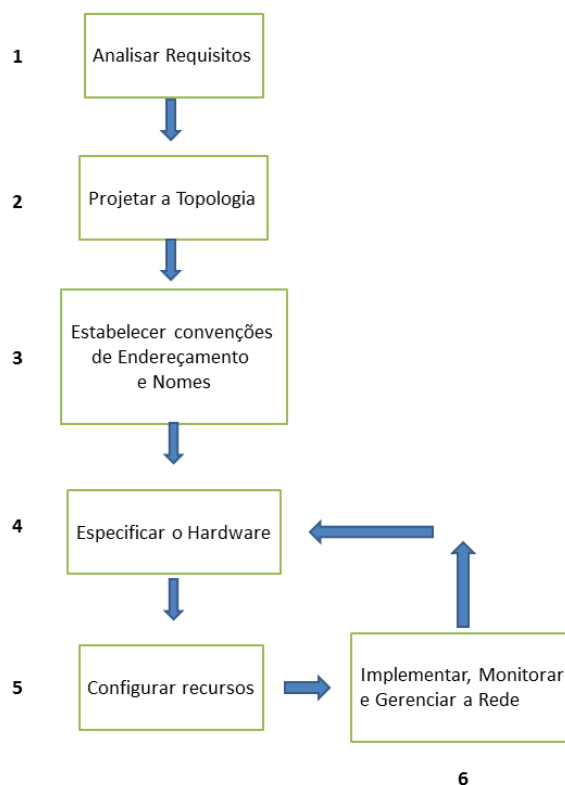 1
Analisar Requisitos
2
Projetar a Topologia
3
Estabelecer convenções
de Endereçamento
e Nomes
4
Especificar o Hardware
5
Configurar recursos
Implementar, Monitorar
e Gerenciar a Rede
6